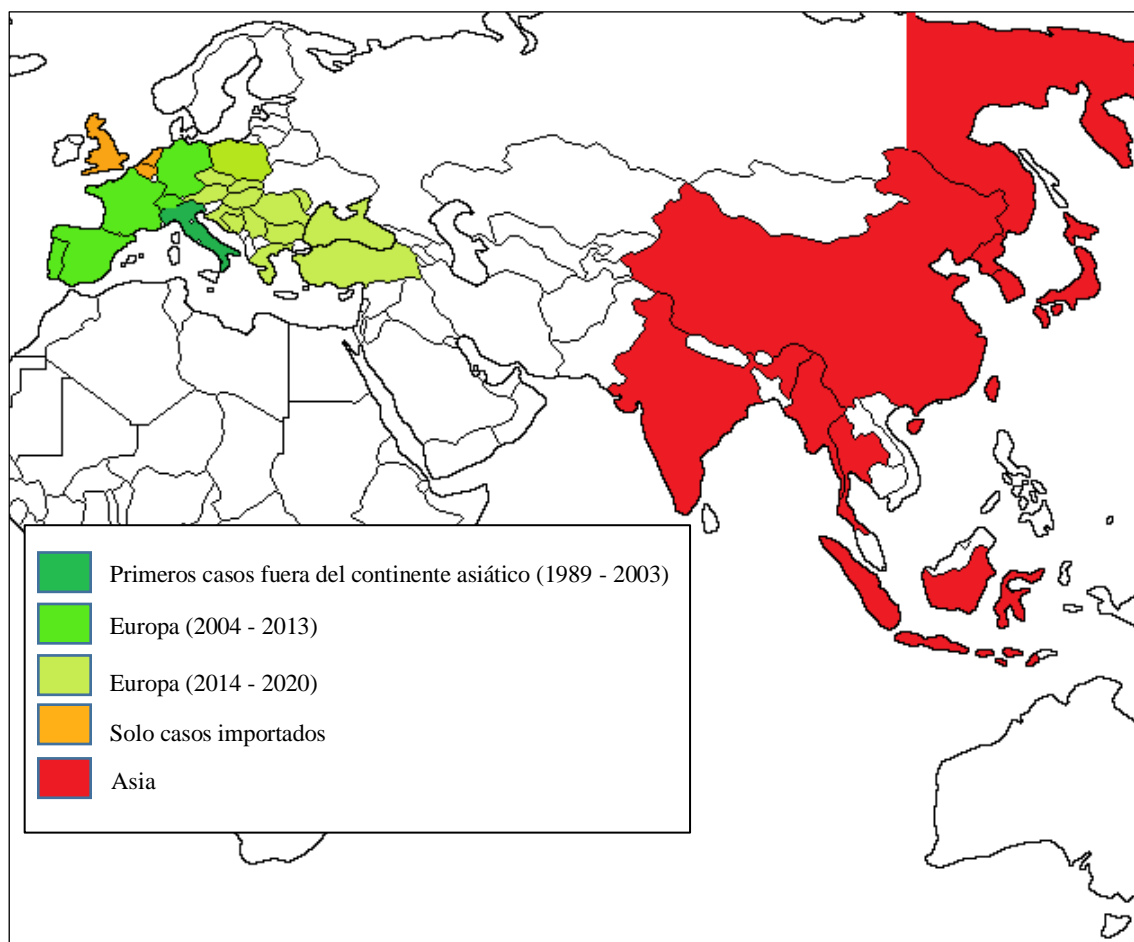 Primeros casos fuera del continente asiático (1989 - 2003)
Europa (2004 - 2013)
Europa (2014 - 2020)
Solo casos importados
Asia